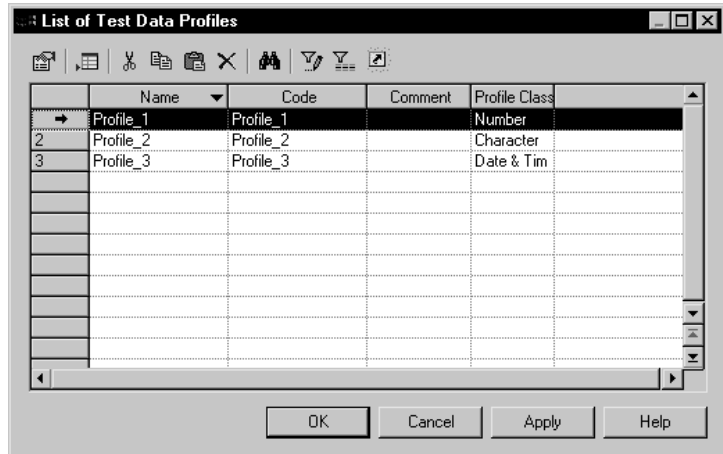 List of Test Data Profiles
Name Code Comment Profile Class
Profile_1 Profile_1 Number
2 Profile_2 Profile_2 Character
3 Profile_3 Profile_3 Date & Tim
OK Cancel Apply Help